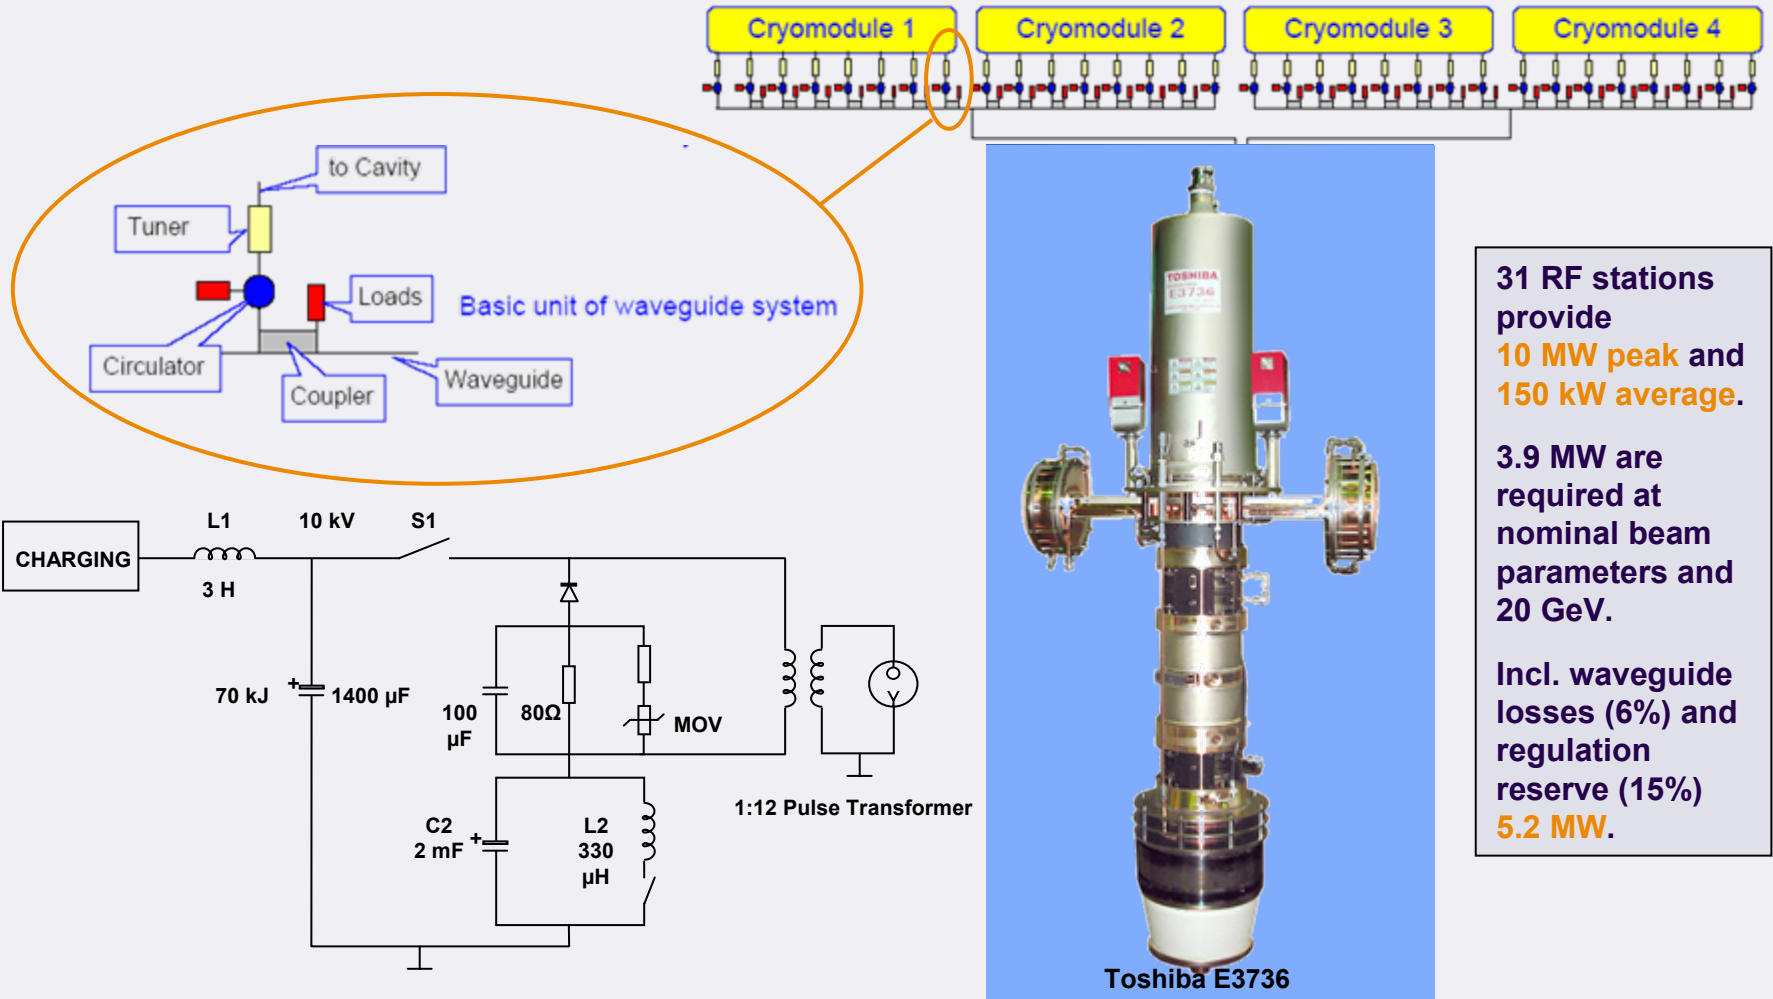 Cryomodule 1
Cryomodule 2
Cryomodule 3
Cryomodule 4
to Cavity
Tuner
Loads
Basic unit of waveguide system
Circulator
Coupler
Waveguide
TOSHIBA
E3736
31 RF stations
provide
10 MW peak and
150 kW average.
3.9 MW are
required at
nominal beam
parameters and
20 GeV.
Incl. waveguide
losses (6%) and
regulation
reserve (15%)
5.2 MW.
L1
10 kV
S1
CHARGING
3 H
70 kJ
+
1400 µF
100
µF
80Ω
MOV
1:12 Pulse Transformer
C2
2 mF
+
L2
330
µH
Toshiba E3736